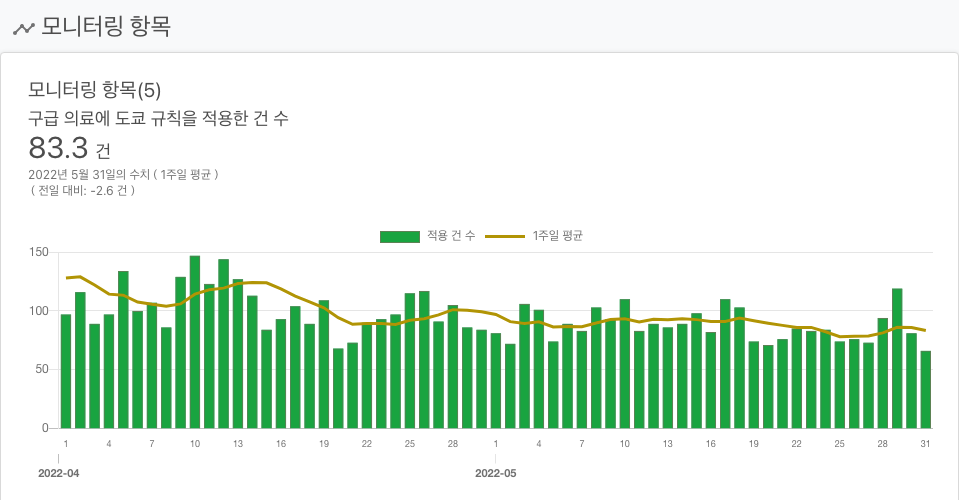 모니터링 항목
모니터링 항목(5)
구급 의료에 도쿄 규칙을 적용한 건 수
83.3 건
2022년 5월 31일의 수치 ( 1주일 평균 )
( 전일 대비: -2.6 건 )
적용 건 수 1주일 평균
150
100
50
0
1 4 7 10 13 16 19 22 25 28 1 4 7 10 13 16 19 22 25 28 31
2022-04 2022-05